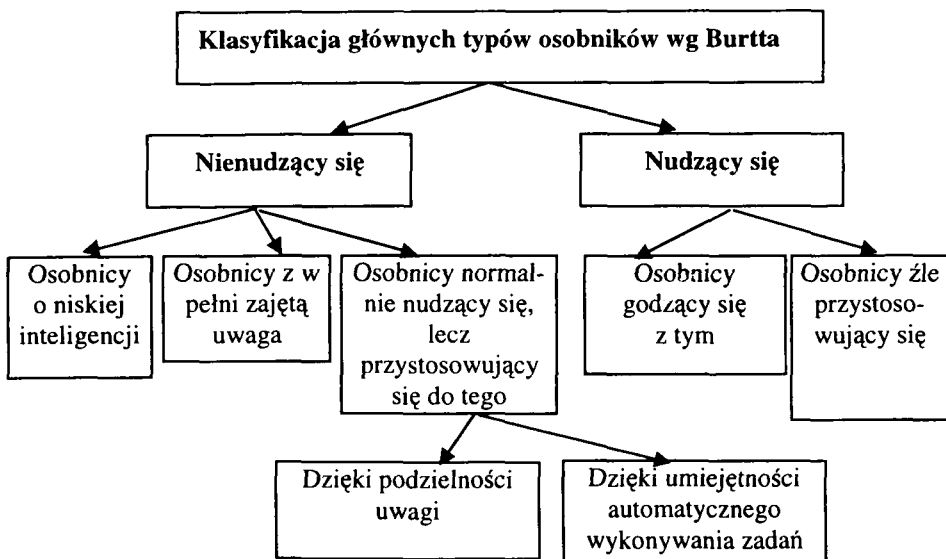 Klasyfikacja głównych typów osobników wg Burtta
Nienudzący się
Nudzący się
Osobnicy
o niskiej
inteligencji
Osobnicy z w
pełni zajętą
uwaga
Osobnicy normal-
nie nudzący się,
lecz
przystosowujący
się do tego
Osobnicy
godzący się
z tym
Osobnicy źle
przystoso-
wujący się
Dzięki podzielności
uwagi
Dzięki umiejętności
automatycznego
wykonywania zadań